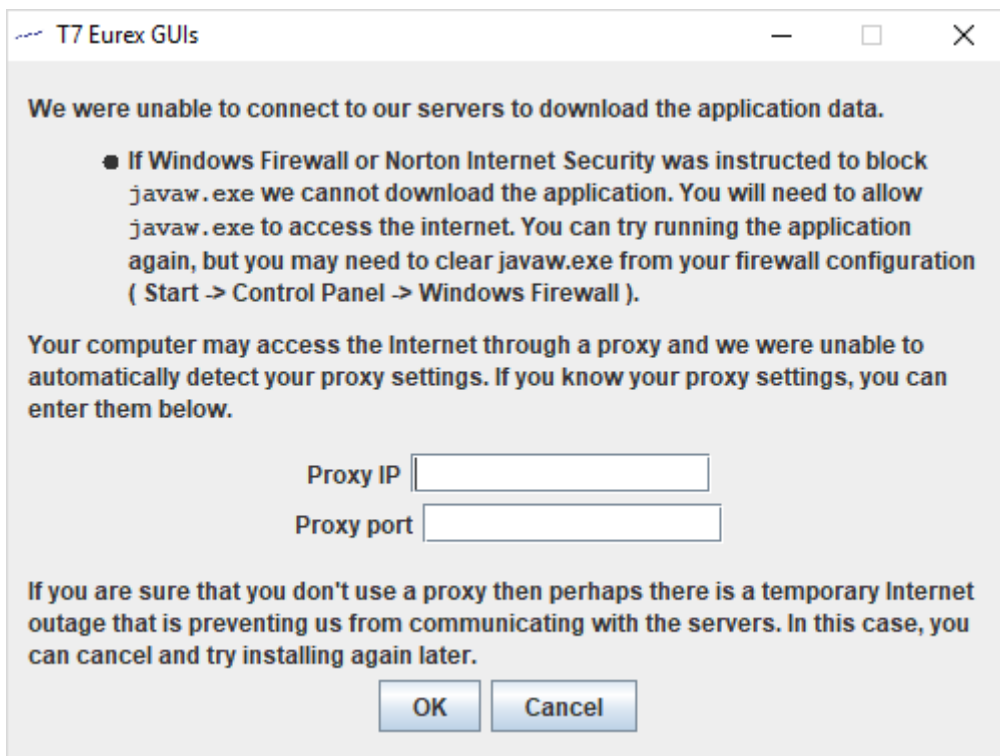 T7 Eurex GUIs
We were unable to connect to our servers to download the application data.
If Windows Firewall or Norton Internet Security was instructed to block
javaw.exe we cannot download the application. You will need to allow
javaw.exe to access the internet. You can try running the application
again, but you may need to clear javaw.exe from your firewall configuration
( Start -> Control Panel -> Windows Firewall ).
Your computer may access the Internet through a proxy and we were unable to
automatically detect your proxy settings. If you know your proxy settings, you can
enter them below.
Proxy IP
Proxy port
If you are sure that you don't use a proxy then perhaps there is a temporary Internet
outage that is preventing us from communicating with the servers. In this case, you
can cancel and try installing again later.
OK Cancel